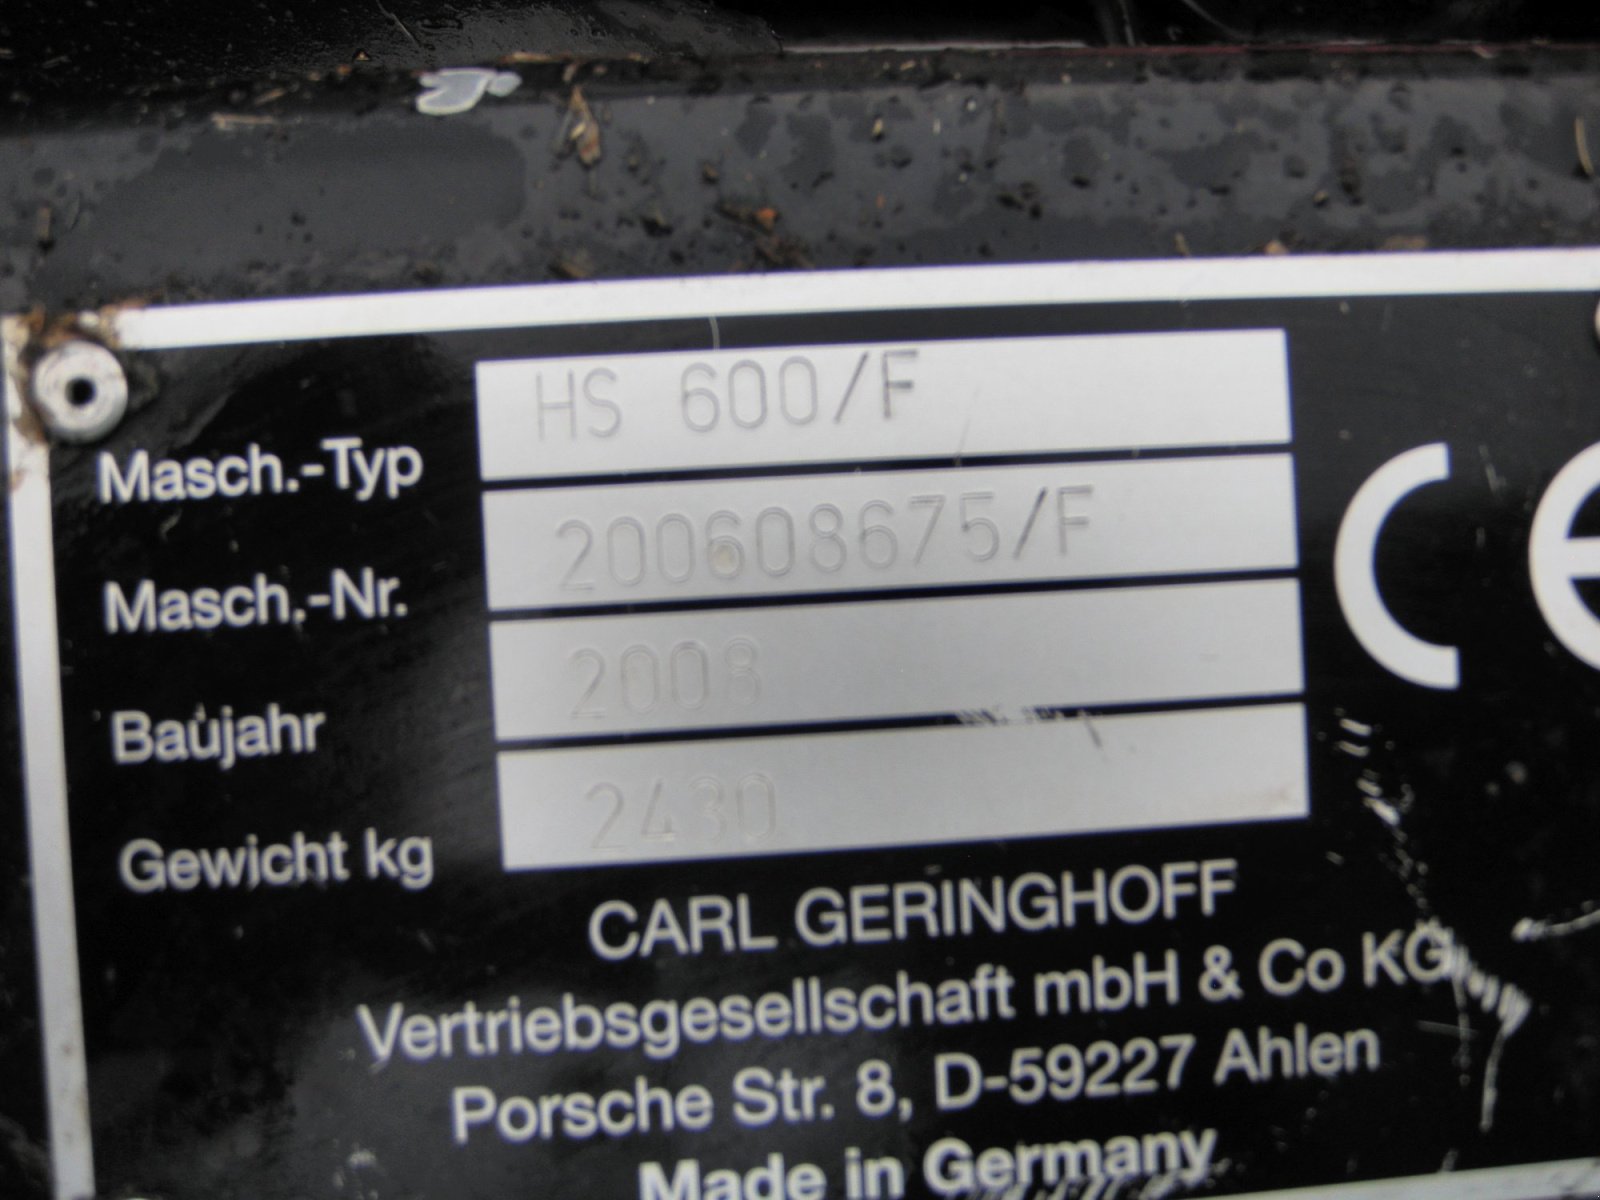 Masch.-Typ HS 600/F
Masch.-Nr. 200608675/F
Baujahr 2008
Gewicht kg 2430
CE
CARL GERINGHOFF
Vertriebsgesellschaft mbH & Co KG
Porsche Str. 8, D-59227 Ahlen
Made in Germany